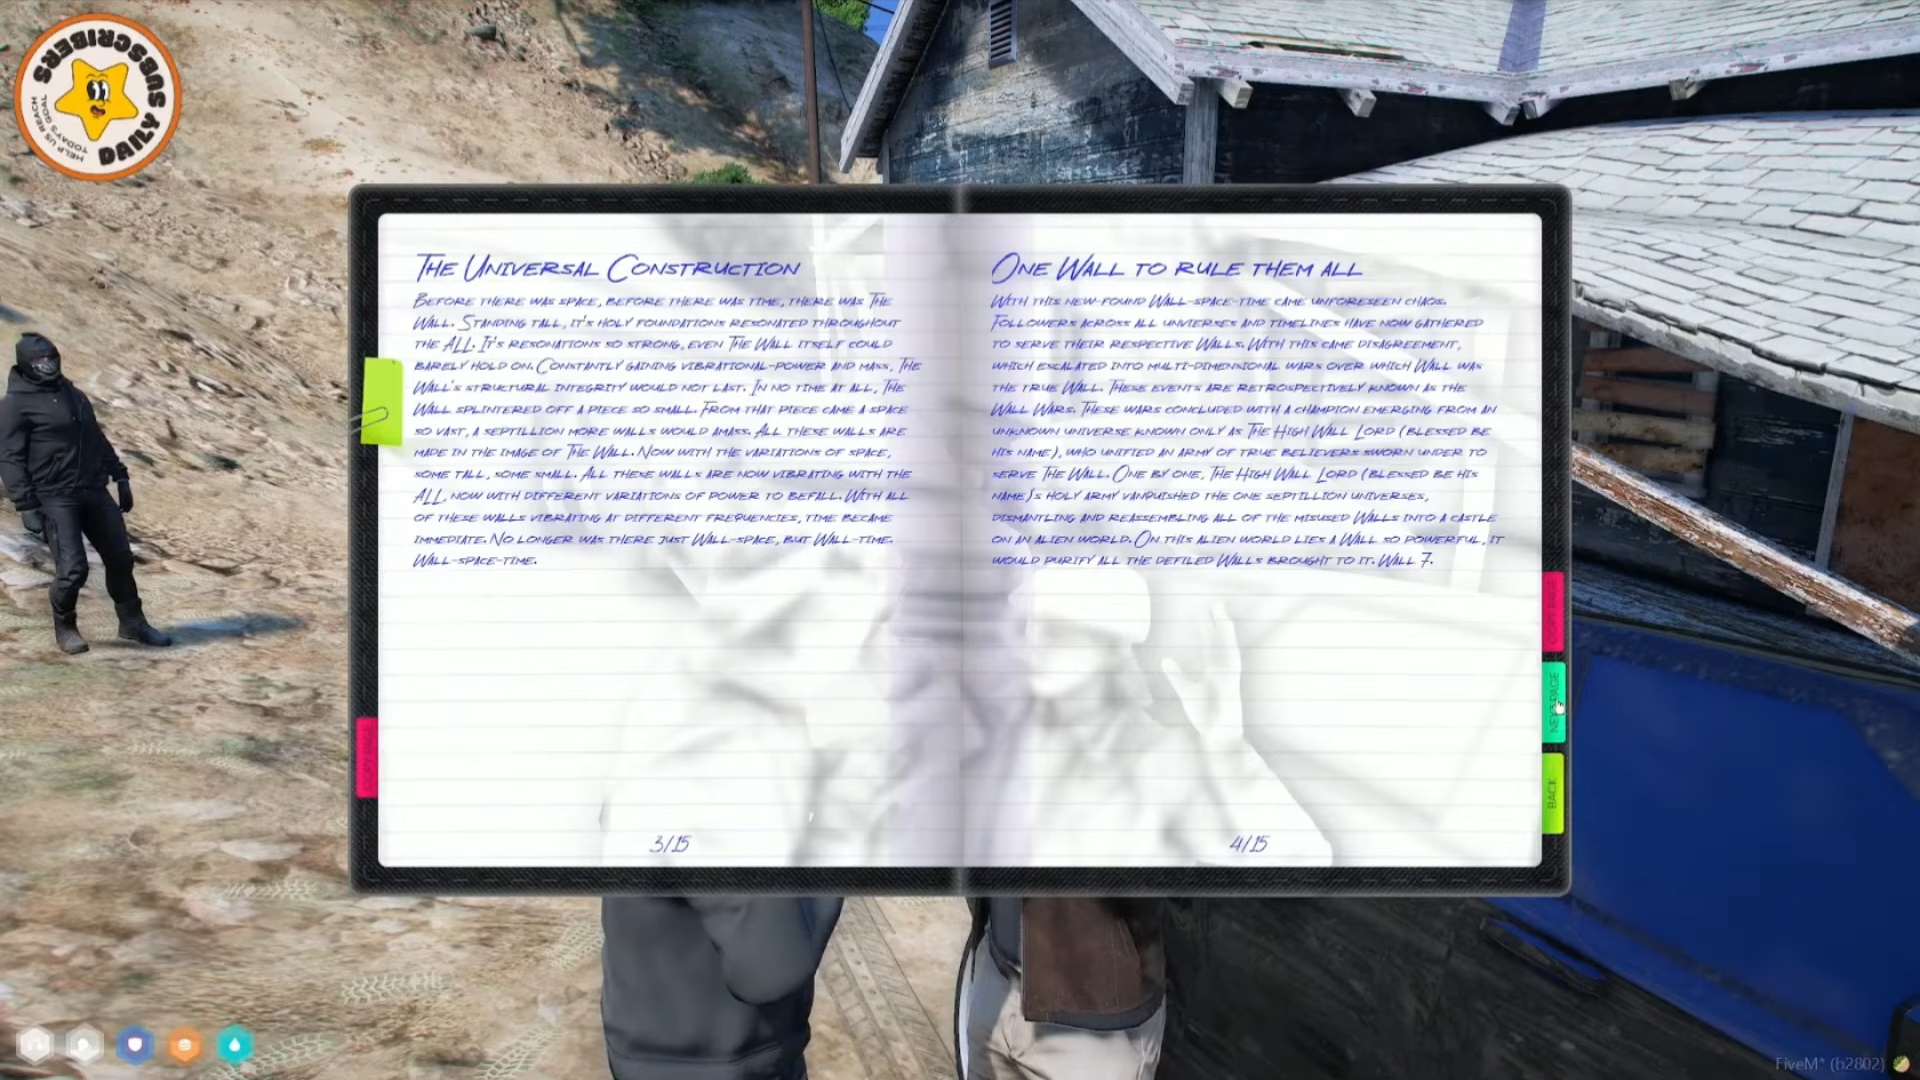 DAILY SUBSCRIBERS
HELP US REACH
TODAY'S GOAL
THE UNIVERSAL CONSTRUCTION
BEFORE THERE WAS SPACE, BEFORE THERE WAS TIME, THERE WAS THE
WALL. STANDING TALL, IT'S HOLY FOUNDATIONS RESONATED THROUGHOUT
THE ALL. IT'S RESONATIONS SO STRONG, EVEN THE WALL ITSELF COULD
BARELY HOLD ON. CONSTANTLY GAINING VIBRATIONAL-POWER AND MASS, THE
WALL'S STRUCTURAL INTEGRITY WOULD NOT LAST. IN NO TIME AT ALL, THE
WALL SPLINTERED OFF A PIECE SO SMALL. FROM THAT PIECE CAME A SPACE
SO VAST, A SEPTILLION MORE WALLS WOULD AMASS. ALL THESE WALLS ARE
MADE IN THE IMAGE OF THE WALL. NOW WITH THE VARIATIONS OF SPACE,
SOME TALL, SOME SMALL. ALL THESE WALLS ARE NOW VIBRATING WITH THE
ALL, NOW WITH DIFFERENT VARIATIONS OF POWER TO BEFALL. WITH ALL
OF THESE WALLS VIBRATING AT DIFFERENT FREQUENCIES, TIME BECAME
IMMEDIATE. NO LONGER WAS THERE JUST WALL-SPACE, BUT WALL-TIME.
WALL-SPACE-TIME.
3/15
ONE WALL TO RULE THEM ALL
WITH THIS NEW-FOUND WALL-SPACE-TIME CAME UNFORESEEN CHAOS.
FOLLOWERS ACROSS ALL UNVIERSES AND TIMELINES HAVE NOW GATHERED
TO SERVE THEIR RESPECTIVE WALLS. WITH THIS CAME DISAGREEMENT,
WHICH ESCALATED INTO MULTI-DIMENSIONAL WARS OVER WHICH WALL WAS
THE TRUE WALL. THESE EVENTS ARE RETROSPECTIVELY KNOWN AS THE
WALL WARS. THESE WARS CONCLUDED WITH A CHAMPION EMERGING FROM AN
UNKNOWN UNIVERSE KNOWN ONLY AS THE HIGH WALL LORD (BLESSED BE
HIS NAME), WHO UNIFIED AN ARMY OF TRUE BELIEVERS SWORN UNDER TO
SERVE THE WALL. ONE BY ONE, THE HIGH WALL LORD (BLESSED BE HIS
NAME)'S HOLY ARMY VANQUISHED THE ONE SEPTILLION UNIVERSES,
DISMANTLING AND REASSEMBLING ALL OF THE MISUSED WALLS INTO A CASTLE
ON AN ALIEN WORLD. ON THIS ALIEN WORLD LIES A WALL SO POWERFUL, IT
WOULD PURIFY ALL THE DEFILED WALLS BROUGHT TO IT. WALL 7.
4/15
COPY PAGE
COPY PAGE
NEXT PAGE
BACK
FiveM* (b2802)